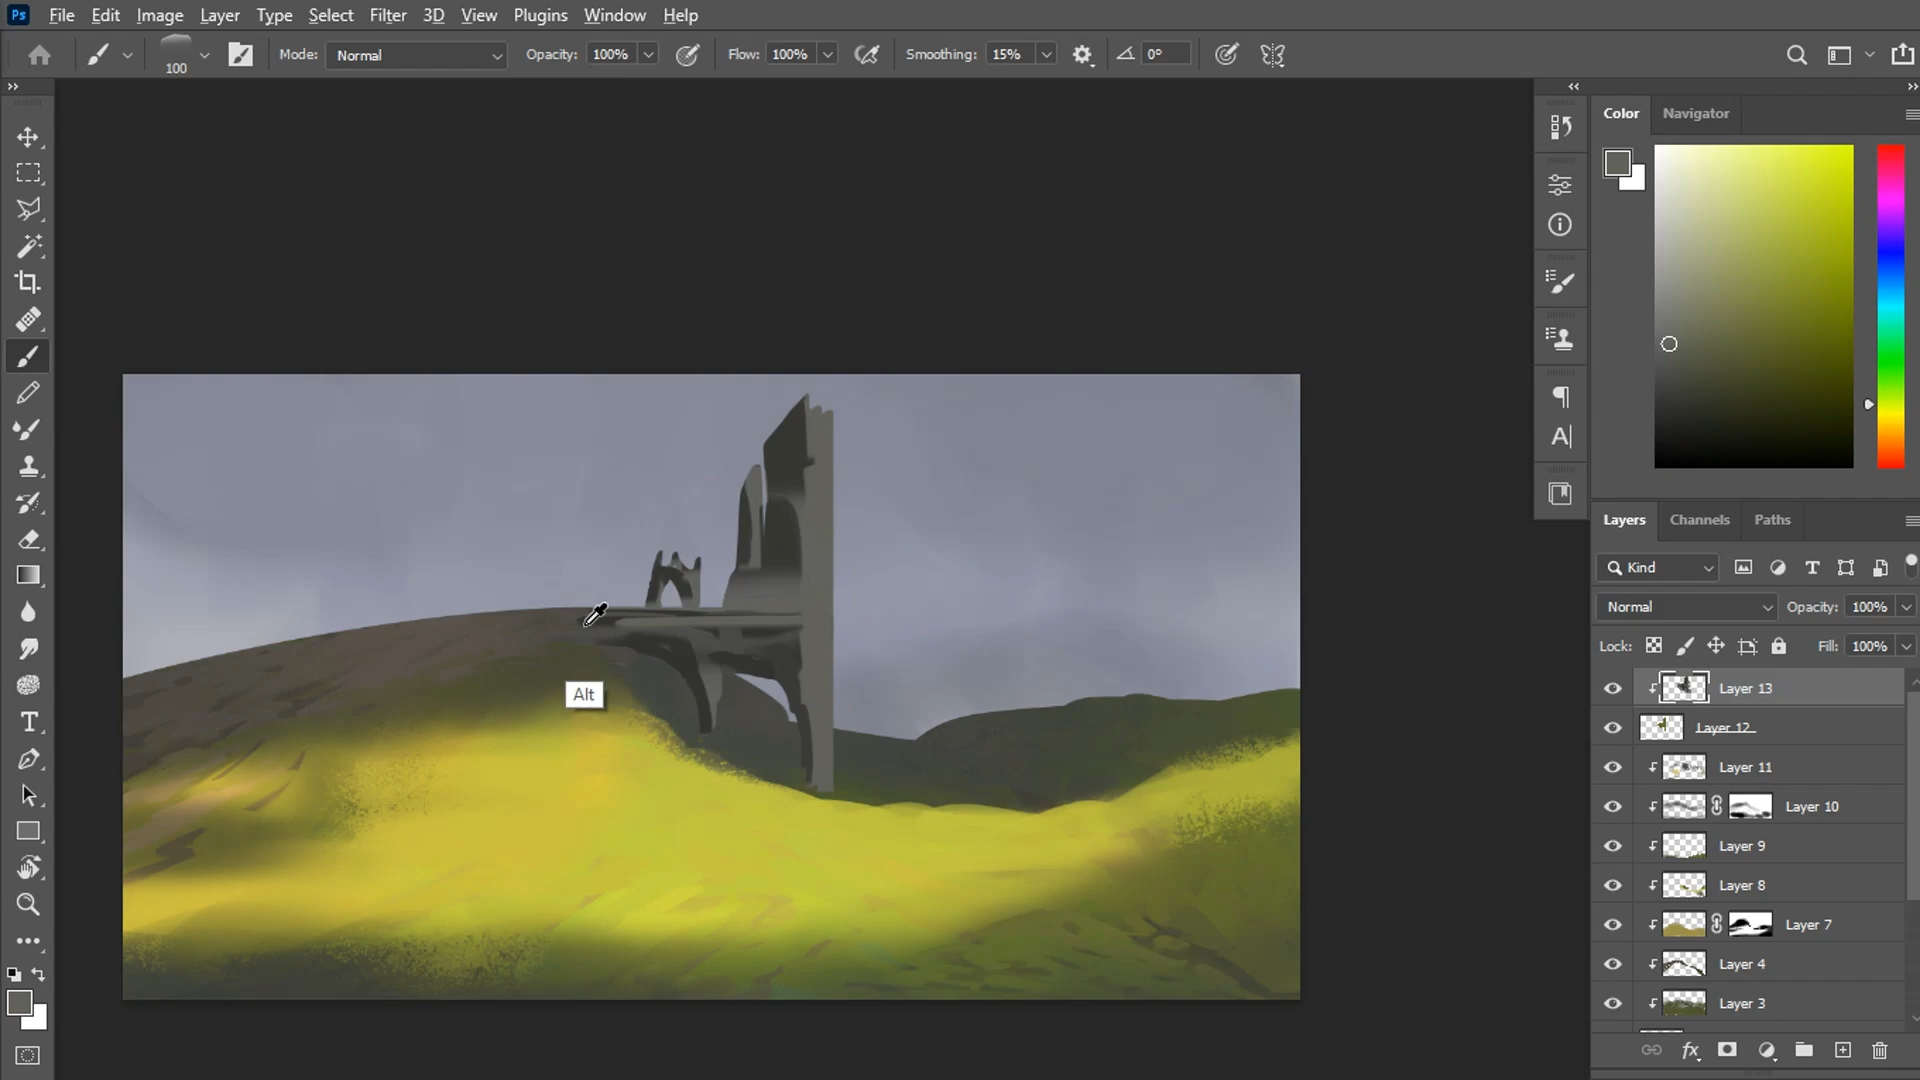 Ps File Edit Image Layer Type Select Filter 3D View Plugins Window Help
100 Mode: Normal Opacity: 100% Flow: 100% Smoothing: 15% 0°
Color Navigator
Layers Channels Paths
Kind
Normal Opacity: 100%
Lock: Fill: 100%
Layer 13
Alt
Layer 12
Layer 11
Layer 10
Layer 9
Layer 8
Layer 7
Layer 4
Layer 3